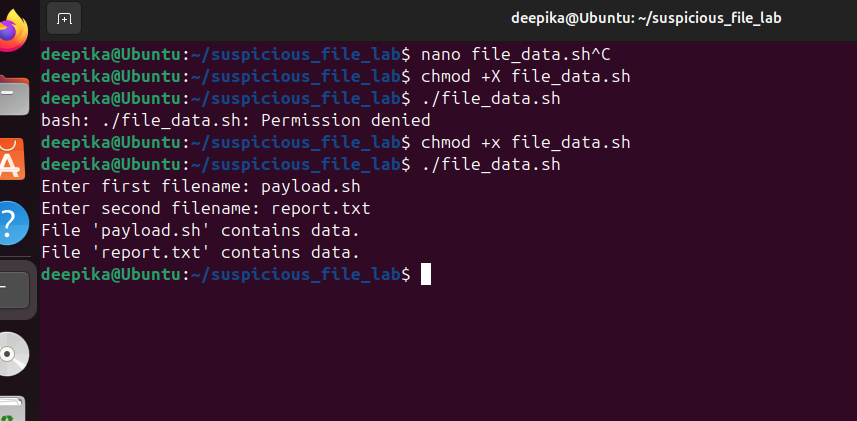 deepika@Ubuntu: ~/suspicious_file_lab
deepika@Ubuntu:~/suspicious_file_lab$ nano file_data.sh^C
deepika@Ubuntu:~/suspicious_file_lab$ chmod +X file_data.sh
deepika@Ubuntu:~/suspicious_file_lab$ ./file_data.sh
bash: ./file_data.sh: Permission denied
deepika@Ubuntu:~/suspicious_file_lab$ chmod +x file_data.sh
deepika@Ubuntu:~/suspicious_file_lab$ ./file_data.sh
Enter first filename: payload.sh
Enter second filename: report.txt
File 'payload.sh' contains data.
File 'report.txt' contains data.
deepika@Ubuntu:~/suspicious_file_lab$